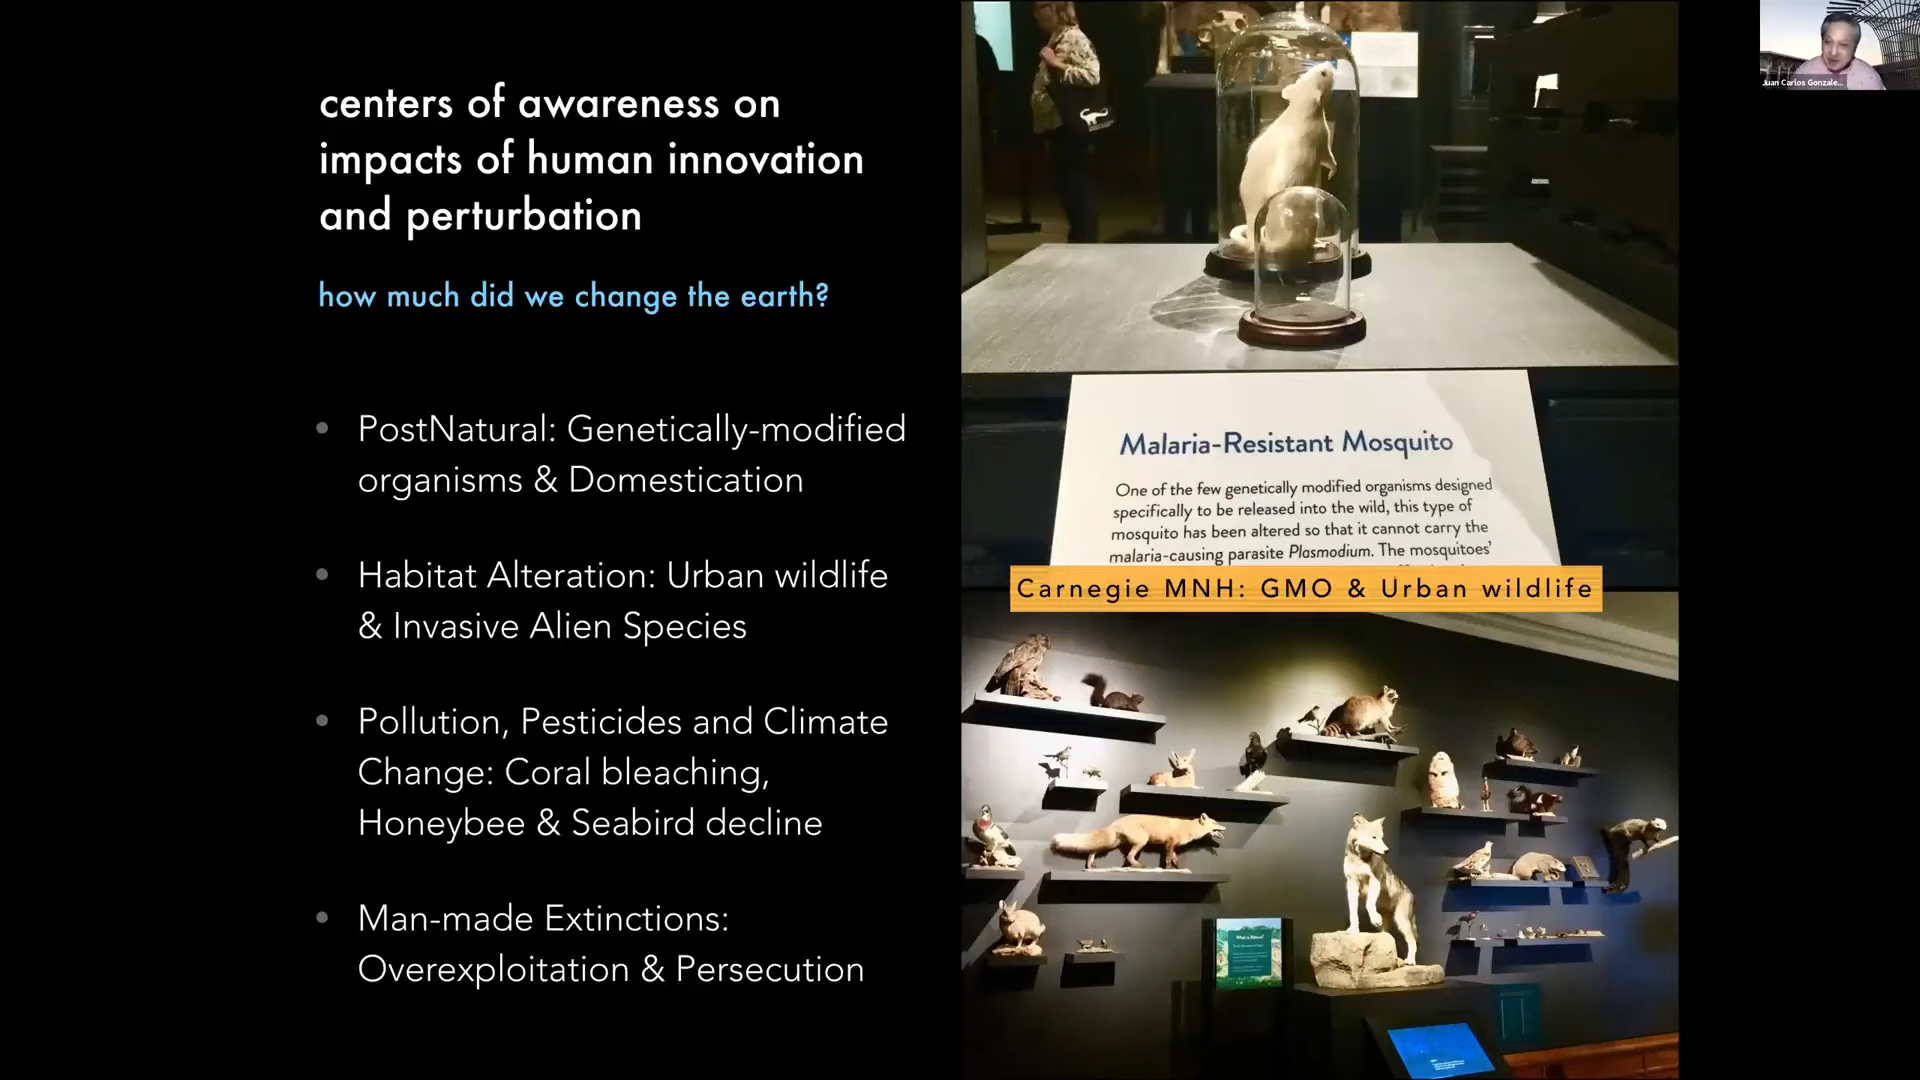 centers of awareness on
impacts of human innovation
and perturbation
how much did we change the earth?
• PostNatural: Genetically-modified
organisms & Domestication
• Habitat Alteration: Urban wildlife
& Invasive Alien Species
• Pollution, Pesticides and Climate
Change: Coral bleaching,
Honeybee & Seabird decline
• Man-made Extinctions:
Overexploitation & Persecution
Malaria-Resistant Mosquito
One of the few genetically modified organisms designed
specifically to be released into the wild, this type of
mosquito has been altered so that it cannot carry the
malaria-causing parasite Plasmodium. The mosquitoes'
Carnegie MNH: GMO & Urban wildlife
What is Nature?
Juan Carlos Gonzale...